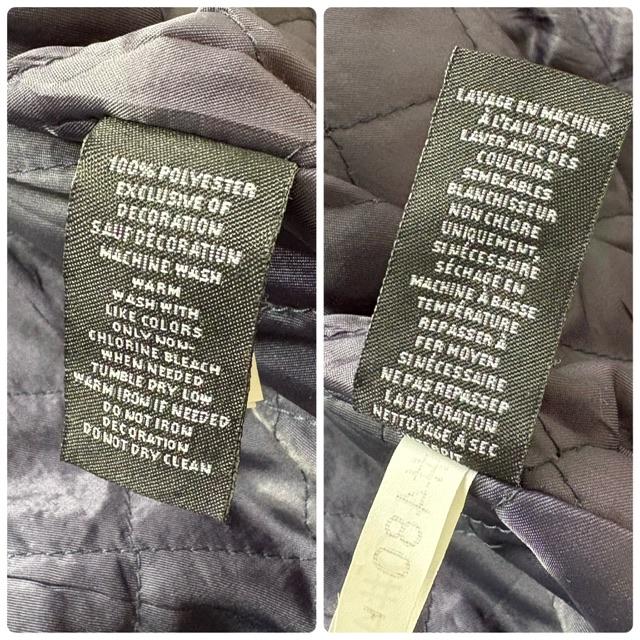 100% POLYESTER
EXCLUSIVE OF
DECORATION
SAUF DÉCORATION
MACHINE WASH
WARM
WASH WITH
LIKE COLORS
ONLY NON-
CHLORINE BLEACH
WHEN NEEDED
TUMBLE DRY LOW
WARM IRON IF NEEDED
DO NOT IRON
DECORATION
DO NOT DRY CLEAN
LAVAGE EN MACHINE
À L'EAU TIÈDE
LAVER AVEC DES
COULEURS
SEMBLABLES
BLANCHISSEUR
NON CHLORE
UNIQUEMENT,
SI NÉCESSAIRE
SÉCHAGE EN
MACHINE À BASSE
TEMPÉRATURE
REPASSER À
FER MOYEN
SI NÉCESSAIRE
NE PAS REPASSER
LA DÉCORATION
NETTOYAGE À SEC